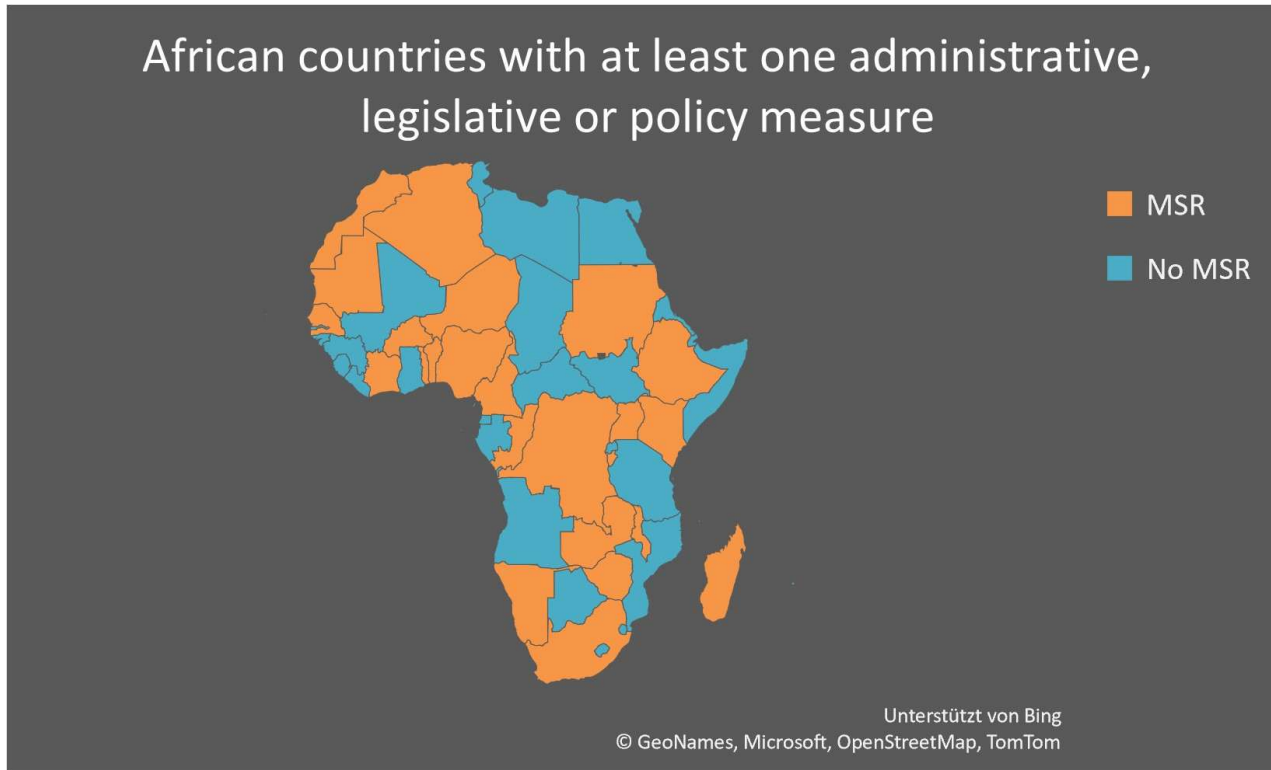 African countries with at least one administrative,
legislative or policy measure
MSR
No MSR
Unterstützt von Bing
© GeoNames, Microsoft, OpenStreetMap, TomTom